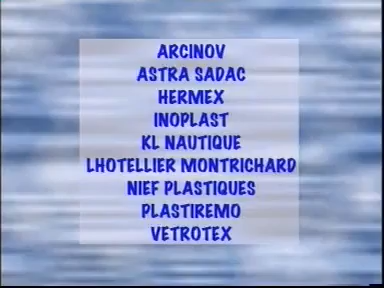 ARCINOV
ASTRA SADAC
HERMEX
INOPLAST
KL NAUTIQUE
LHOTELLIER MONTRICHARD
NIEF PLASTIQUES
PLASTIREMO
VETROTEX